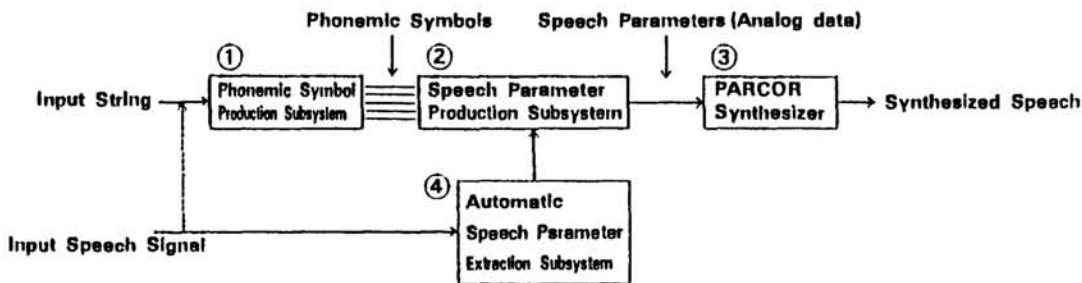 Phonemic Symbols
Speech Parameters (Analog data)
①
②
③
Input String
Phonemic Symbol
Production Subsystem
Speech Parameter
Production Subsystem
PARCOR
Synthesizer
Synthesized Speech
④
Automatic
Speech Parameter
Extraction Subsystem
Input Speech Signal